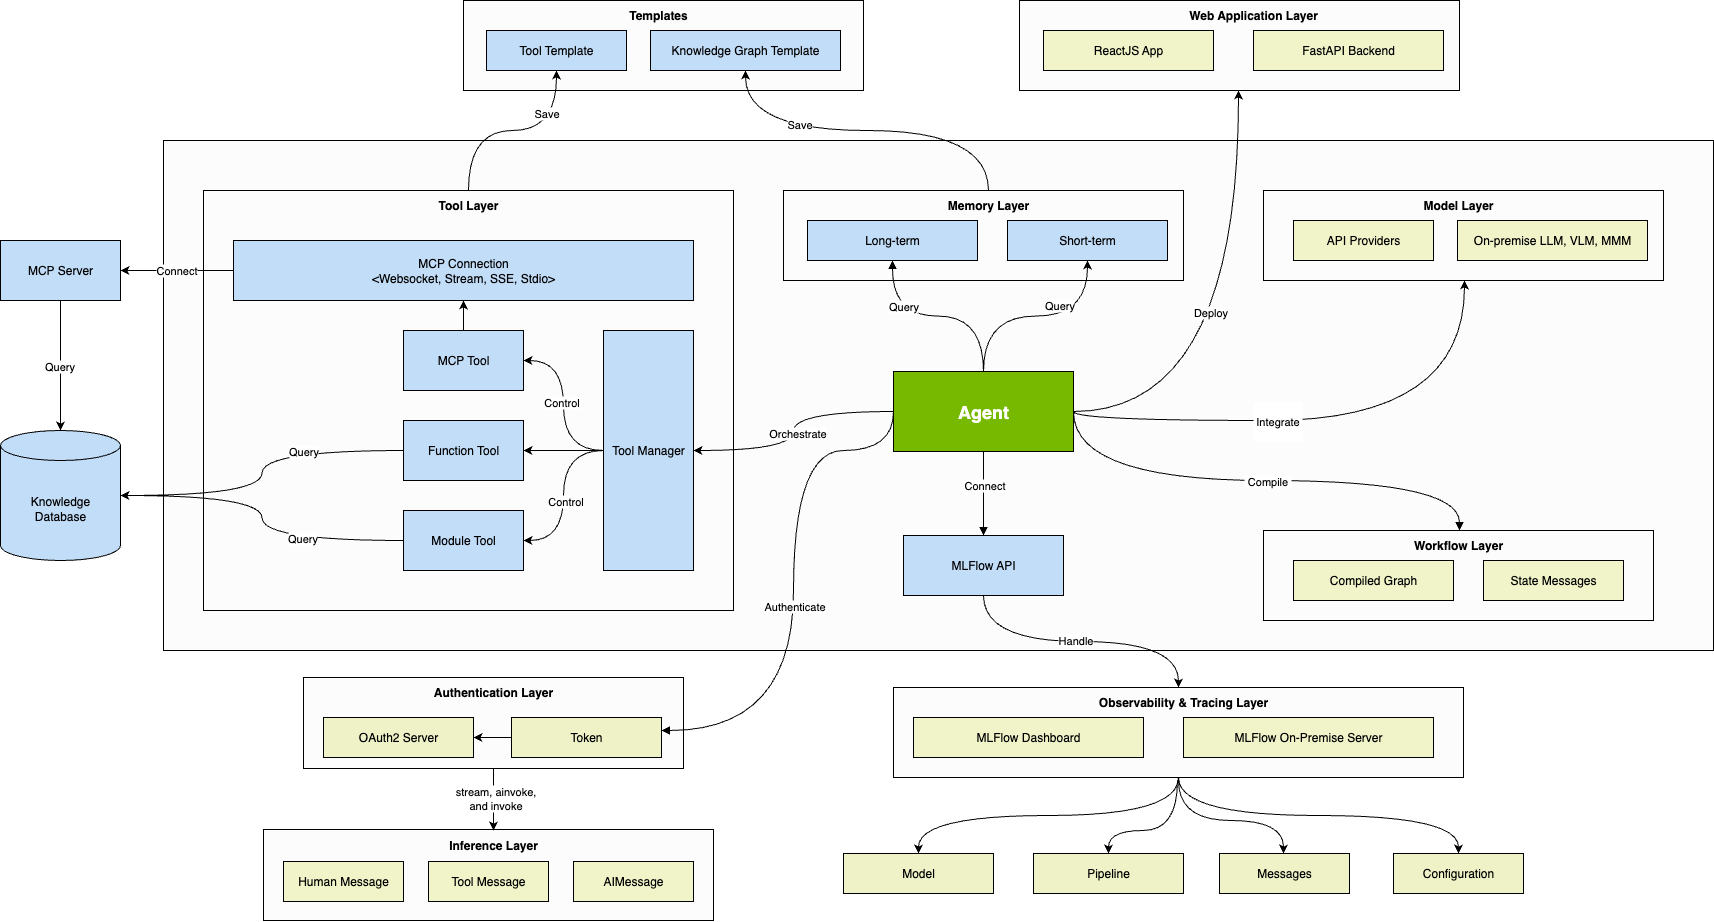 Templates
Tool Template
Knowledge Graph Template
Save
Save
Web Application Layer
ReactJS App
FastAPI Backend
Tool Layer
MCP Connection
<Websocket, Stream, SSE, Stdio>
MCP Server
Connect
Query
Knowledge
Database
MCP Tool
Function Tool
Module Tool
Tool Manager
Control
Control
Query
Query
Memory Layer
Long-term
Short-term
Query
Query
Model Layer
API Providers
On-premise LLM, VLM, MMM
Deploy
Agent
Integrate
Orchestrate
Compile
Connect
MLFlow API
Workflow Layer
Compiled Graph
State Messages
Authenticate
Handle
Authentication Layer
OAuth2 Server
Token
stream, ainvoke,
and invoke
Inference Layer
Human Message
Tool Message
AIMessage
Observability & Tracing Layer
MLFlow Dashboard
MLFlow On-Premise Server
Model
Pipeline
Messages
Configuration